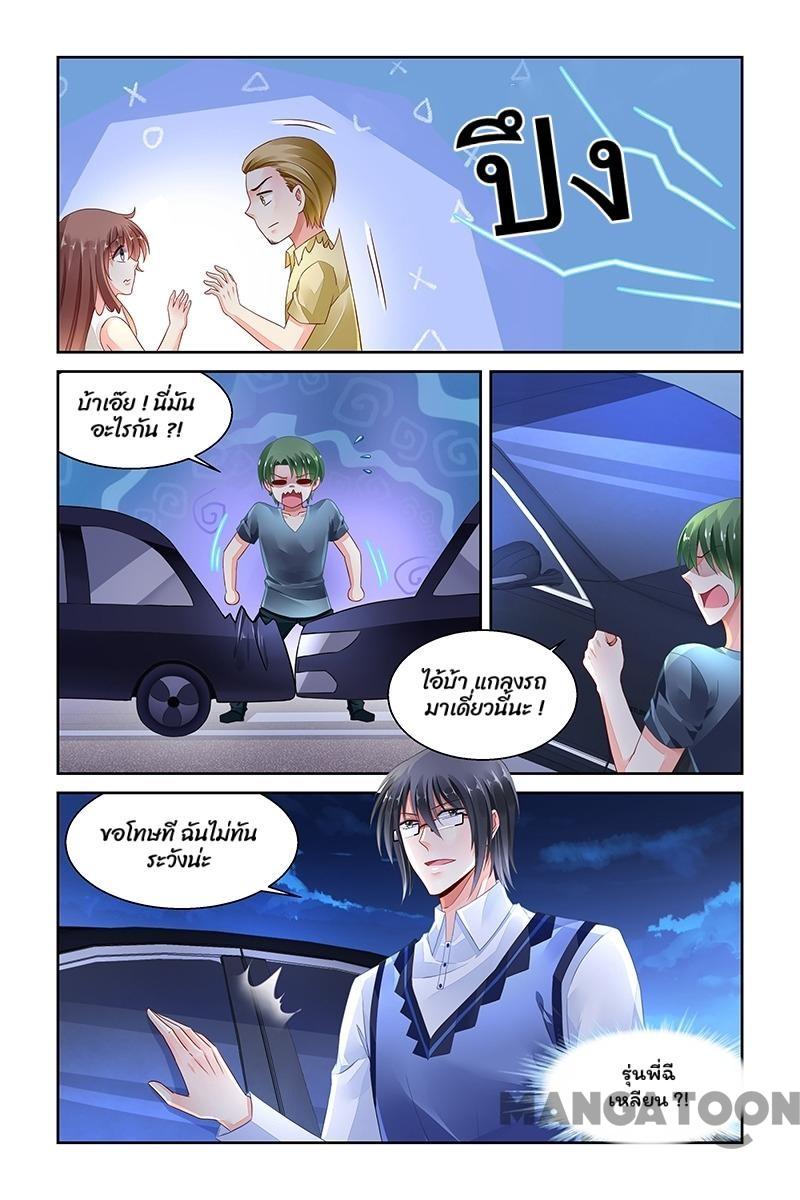 ปึง
บ้าเอ๊ย ! นี่มัน
อะไรกัน ?!
ไอ้บ้า แกลงรถ
มาเดี๋ยวนี้นะ !
ขอโทษที ฉันไม่ทัน
ระวังน่ะ
รุ่นพี่ฉี
เหลียน ?!
MANGATOON